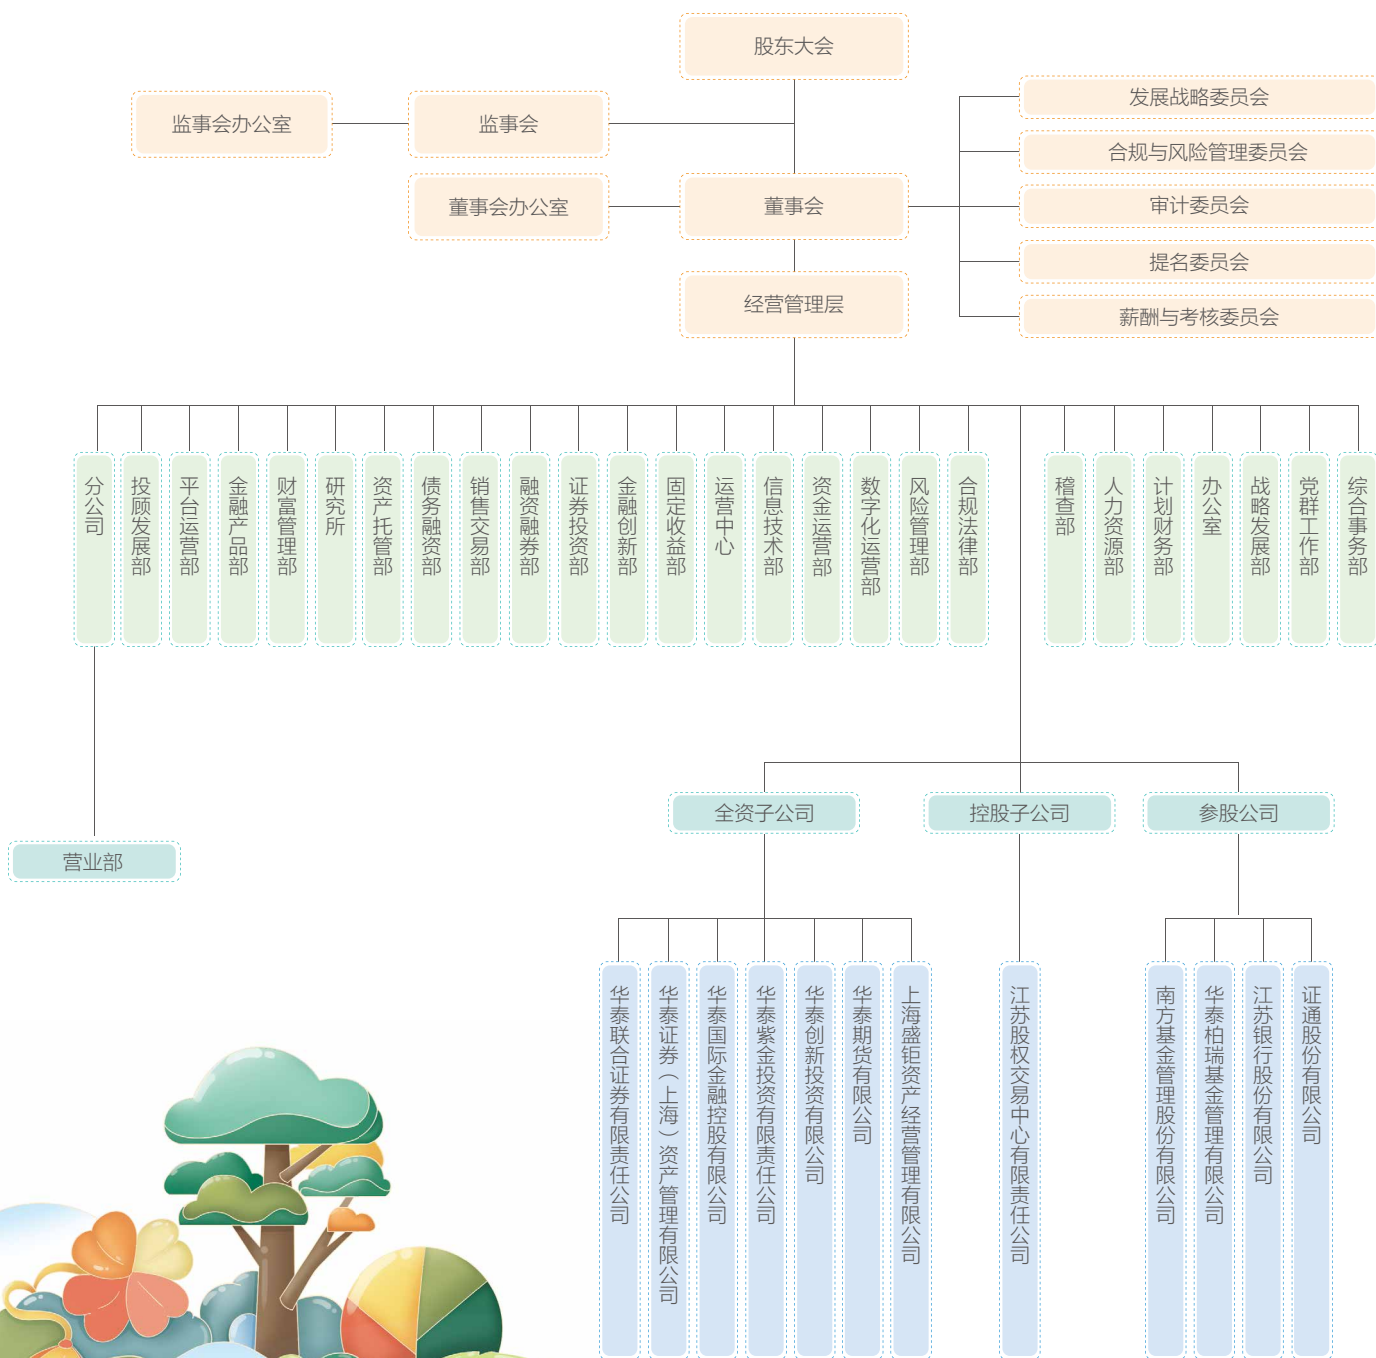 股东大会
发展战略委员会
监事会办公室
监事会
合规与风险管理委员会
董事会办公室
董事会
审计委员会
提名委员会
经营管理层
薪酬与考核委员会
分公司
投顾发展部
平台运营部
金融产品部
财富管理部
研究所
资产托管部
债务融资部
销售交易部
融资融券部
证券投资部
金融创新部
固定收益部
运营中心
信息技术部
资金运营部
数字化运营部
风险管理部
合规法律部
稽查部
人力资源部
计划财务部
办公室
战略发展部
党群工作部
综合事务部
全资子公司
控股子公司
参股公司
营业部
华泰联合证券有限责任公司
华泰证券（上海）资产管理有限公司
华泰国际金融控股有限公司
华泰紫金投资有限责任公司
华泰创新投资有限公司
华泰期货有限公司
上海盛钜资产经营管理有限公司
江苏股权交易中心有限责任公司
南方基金管理股份有限公司
华泰柏瑞基金管理有限公司
江苏银行股份有限公司
证通股份有限公司